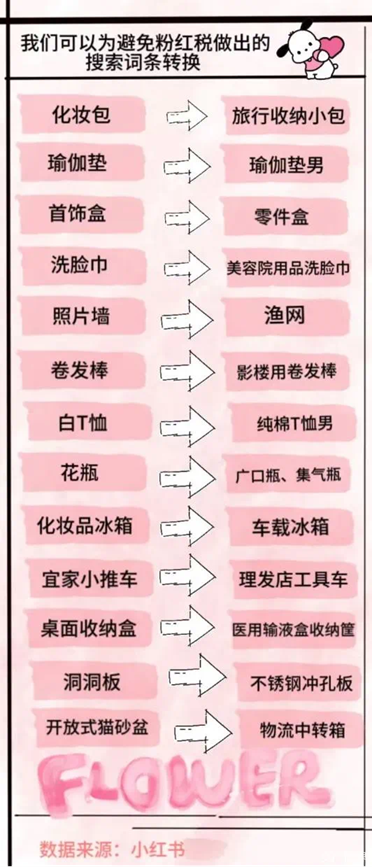 我们可以为避免粉红税做出的
搜索词条转换
化妆包 旅行收纳小包
瑜伽垫 瑜伽垫男
首饰盒 零件盒
洗脸巾 美容院用品洗脸巾
照片墙 渔网
卷发棒 影楼用卷发棒
白T恤 纯棉T恤男
花瓶 广口瓶、集气瓶
化妆品冰箱 车载冰箱
宜家小推车 理发店工具车
桌面收纳盒 医用输液盒收纳筐
洞洞板 不锈钢冲孔板
开放式猫砂盆 物流中转箱
FLOWER
数据来源：小红书